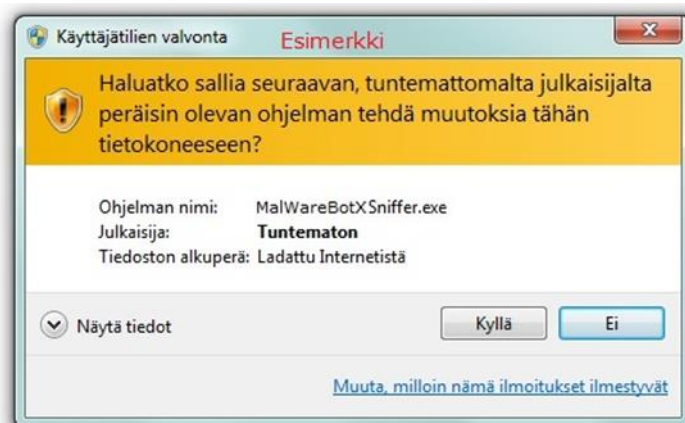 Käyttäjätilien valvonta Esimerkki
Haluatko sallia seuraavan, tuntemattomalta julkaisijalta
peräisin olevan ohjelman tehdä muutoksia tähän
tietokoneeseen?
Ohjelman nimi: MalWareBotXSniffer.exe
Julkaisija: Tuntematon
Tiedoston alkuperä: Ladattu Internetistä
Näytä tiedot Kyllä Ei
Muuta, milloin nämä ilmoitukset ilmestyvät